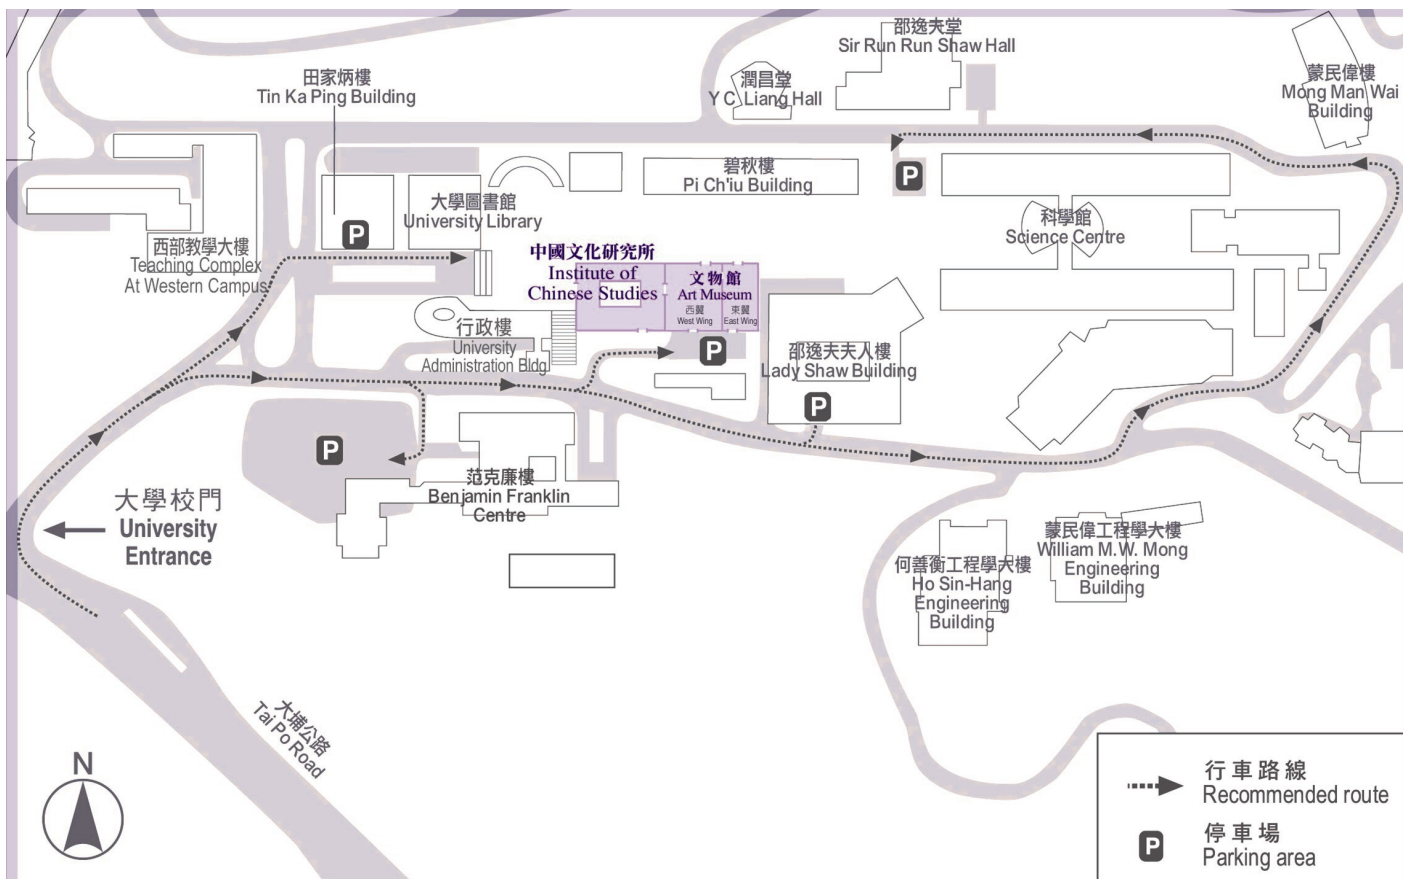 邵逸夫堂
Sir Run Run Shaw Hall
田家炳樓
Tin Ka Ping Building
潤昌堂
Y C Liang Hall
蒙民偉樓
Mong Man Wai
Building
碧秋樓
Pi Ch'iu Building
P
大學圖書館
University Library
P
科學館
Science Centre
西部教學大樓
Teaching Complex
At Western Campus
中國文化研究所
Institute of
Chinese Studies
文物館
Art Museum
西翼
West Wing
東翼
East Wing
行政樓
University
Administration Bldg
P
邵逸夫夫人樓
Lady Shaw Building
P
P
范克廉樓
Benjamin Franklin
Centre
大學校門
University
Entrance
何善衡工程學大樓
Ho Sin-Hang
Engineering
Building
蒙民偉工程學大樓
William M.W. Mong
Engineering
Building
大埔公路
Tai Po Road
N
行車路線
Recommended route
P
停車場
Parking area